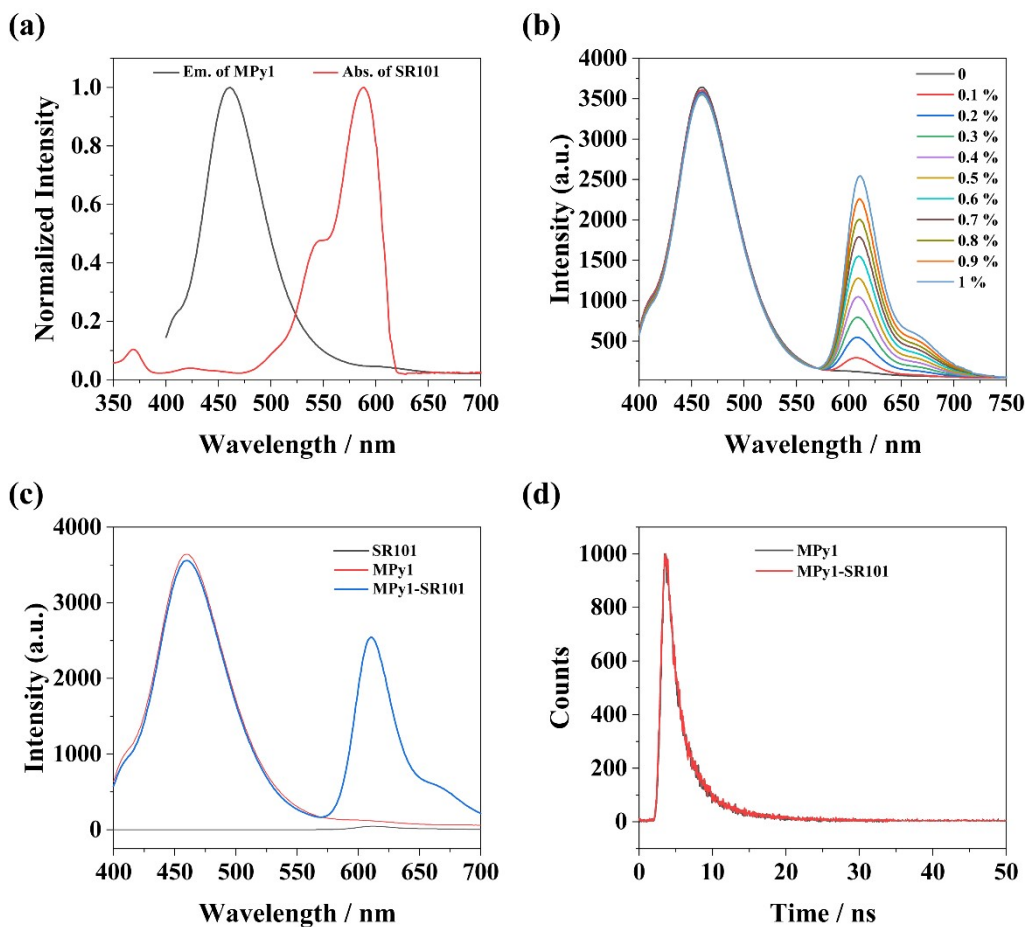 (a)
Em. of MPy1
Abs. of SR101
1.0
0.8
0.6
0.4
0.2
0.0
Normalized Intensity
350 400 450 500 550 600 650 700
Wavelength / nm
(b)
0
0.1 %
0.2 %
0.3 %
0.4 %
0.5 %
0.6 %
0.7 %
0.8 %
0.9 %
1 %
4000
3500
3000
2500
2000
1500
1000
500
0
Intensity (a.u.)
400 450 500 550 600 650 700 750
Wavelength / nm
(c)
SR101
MPy1
MPy1-SR101
4000
3000
2000
1000
0
Intensity (a.u.)
400 450 500 550 600 650 700
Wavelength / nm
(d)
MPy1
MPy1-SR101
1000
800
600
400
200
0
Counts
0 10 20 30 40 50
Time / ns